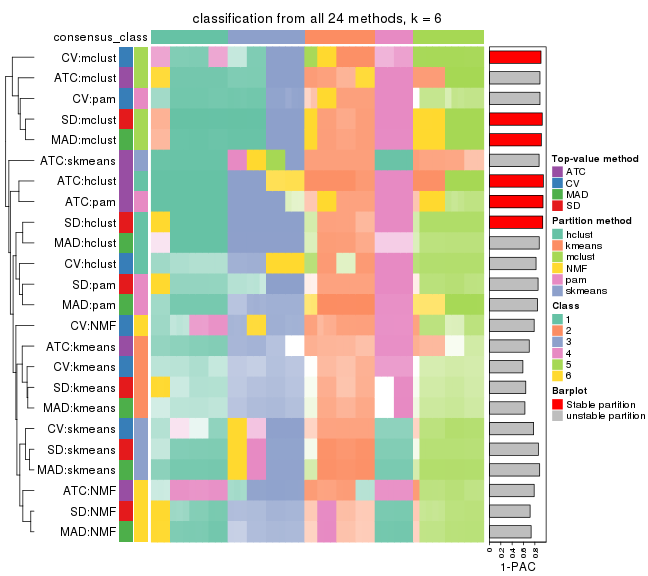 classification from all 24 methods, k = 6
consensus_class
CV:mclust
ATC:mclust
CV:pam
SD:mclust
MAD:mclust
ATC:skmeans
ATC:hclust
ATC:pam
SD:hclust
MAD:hclust
CV:hclust
SD:pam
MAD:pam
CV:NMF
ATC:kmeans
CV:kmeans
SD:kmeans
MAD:kmeans
CV:skmeans
SD:skmeans
MAD:skmeans
ATC:NMF
SD:NMF
MAD:NMF
0 0.2 0.4 0.6 0.8
1-PAC
Top-value method
ATC
CV
MAD
SD
Partition method
hclust
kmeans
mclust
NMF
pam
skmeans
Class
1
2
3
4
5
6
Barplot
Stable partition
unstable partition